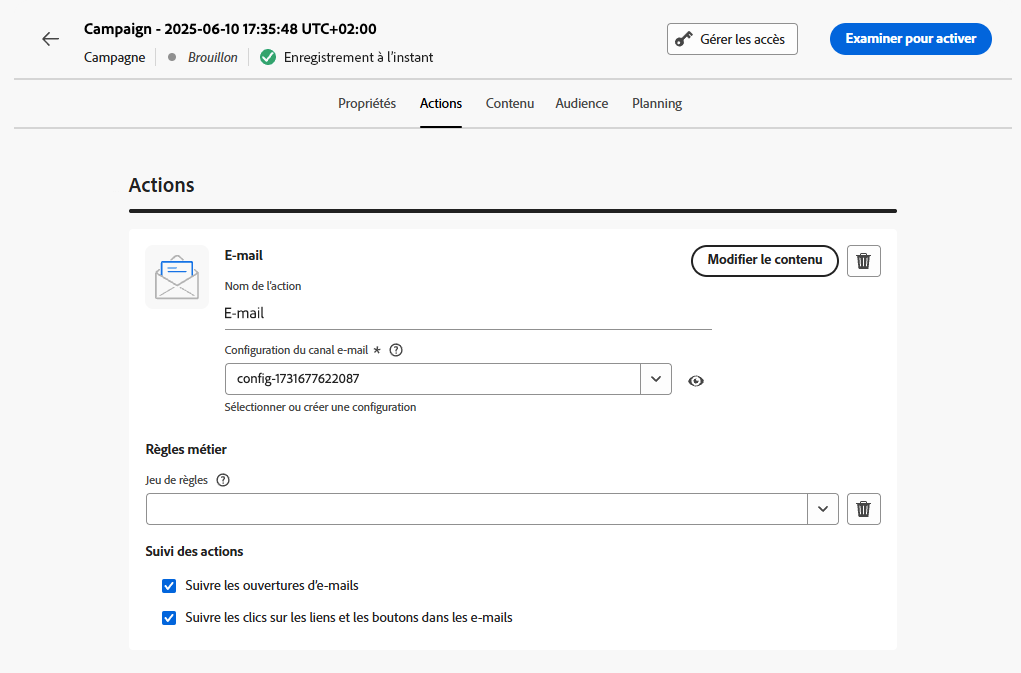 Campaign - 2025-06-10 17:35:48 UTC+02:00
Campagne
Brouillon
Enregistrement à l'instant
Gérer les accès
Examiner pour activer
Propriétés
Actions
Contenu
Audience
Planning
Actions
E-mail
Modifier le contenu
Nom de l'action
E-mail
Configuration du canal e-mail *
config-1731677622087
Sélectionner ou créer une configuration
Règles métier
Jeu de règles
Suivi des actions
Suivre les ouvertures d'e-mails
Suivre les clics sur les liens et les boutons dans les e-mails